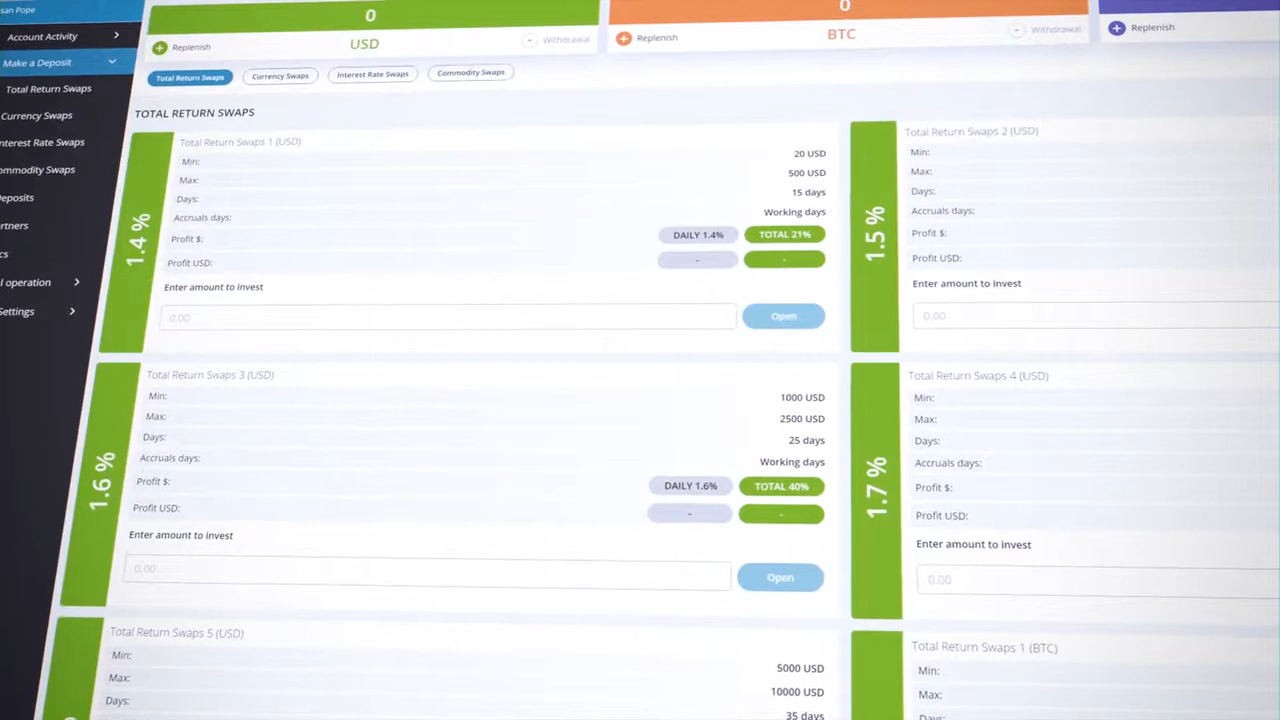 san Pope
Account Activity
Make a Deposit
Total Return Swaps
Currency Swaps
nterest Rate Swaps
ommodity Swaps
Deposits
rtners
cs
l operation
Settings
0
Replenish
USD
Withdrawal
0
Replenish
BTC
Withdrawal
Replenish
Total Return Swaps
Currency Swaps
Interest Rate Swaps
Commodity Swaps
TOTAL RETURN SWAPS
1.4 %
Total Return Swaps 1 (USD)
Min: 20 USD
Max: 500 USD
Days: 15 days
Accruals days: Working days
Profit $: DAILY 1.4% TOTAL 21%
Profit USD: - -
Enter amount to invest
0.00 Open
1.5 %
Total Return Swaps 2 (USD)
Min:
Max:
Days:
Accruals days:
Profit $:
Profit USD:
Enter amount to invest
0.00
1.6 %
Total Return Swaps 3 (USD)
Min: 1000 USD
Max: 2500 USD
Days: 25 days
Accruals days: Working days
Profit $: DAILY 1.6% TOTAL 40%
Profit USD: - -
Enter amount to invest
0.00 Open
1.7 %
Total Return Swaps 4 (USD)
Min:
Max:
Days:
Accruals days:
Profit $:
Profit USD:
Enter amount to invest
0.00
Total Return Swaps 5 (USD)
Min: 5000 USD
Max: 10000 USD
Days: 35 days
Total Return Swaps 1 (BTC)
Min:
Max:
Days: